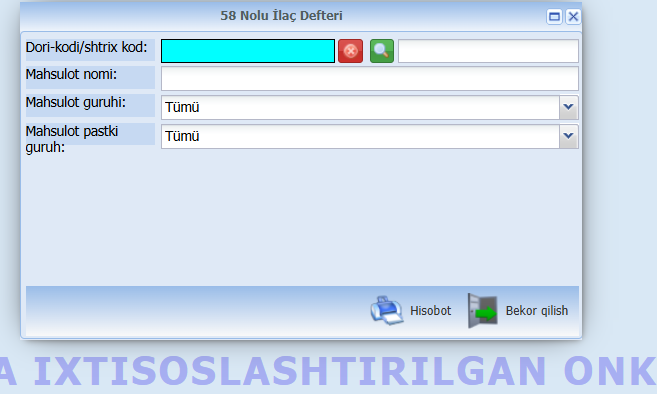 58 Nolu İlaç Defteri
Dori-kodi/shtrix kod:
Mahsulot nomi:
Mahsulot guruhi: Tümü
Mahsulot pastki Tümü
guruh:
Hisobot Bekor qilish
A IXTISOSLASHTIRILGAN ONK